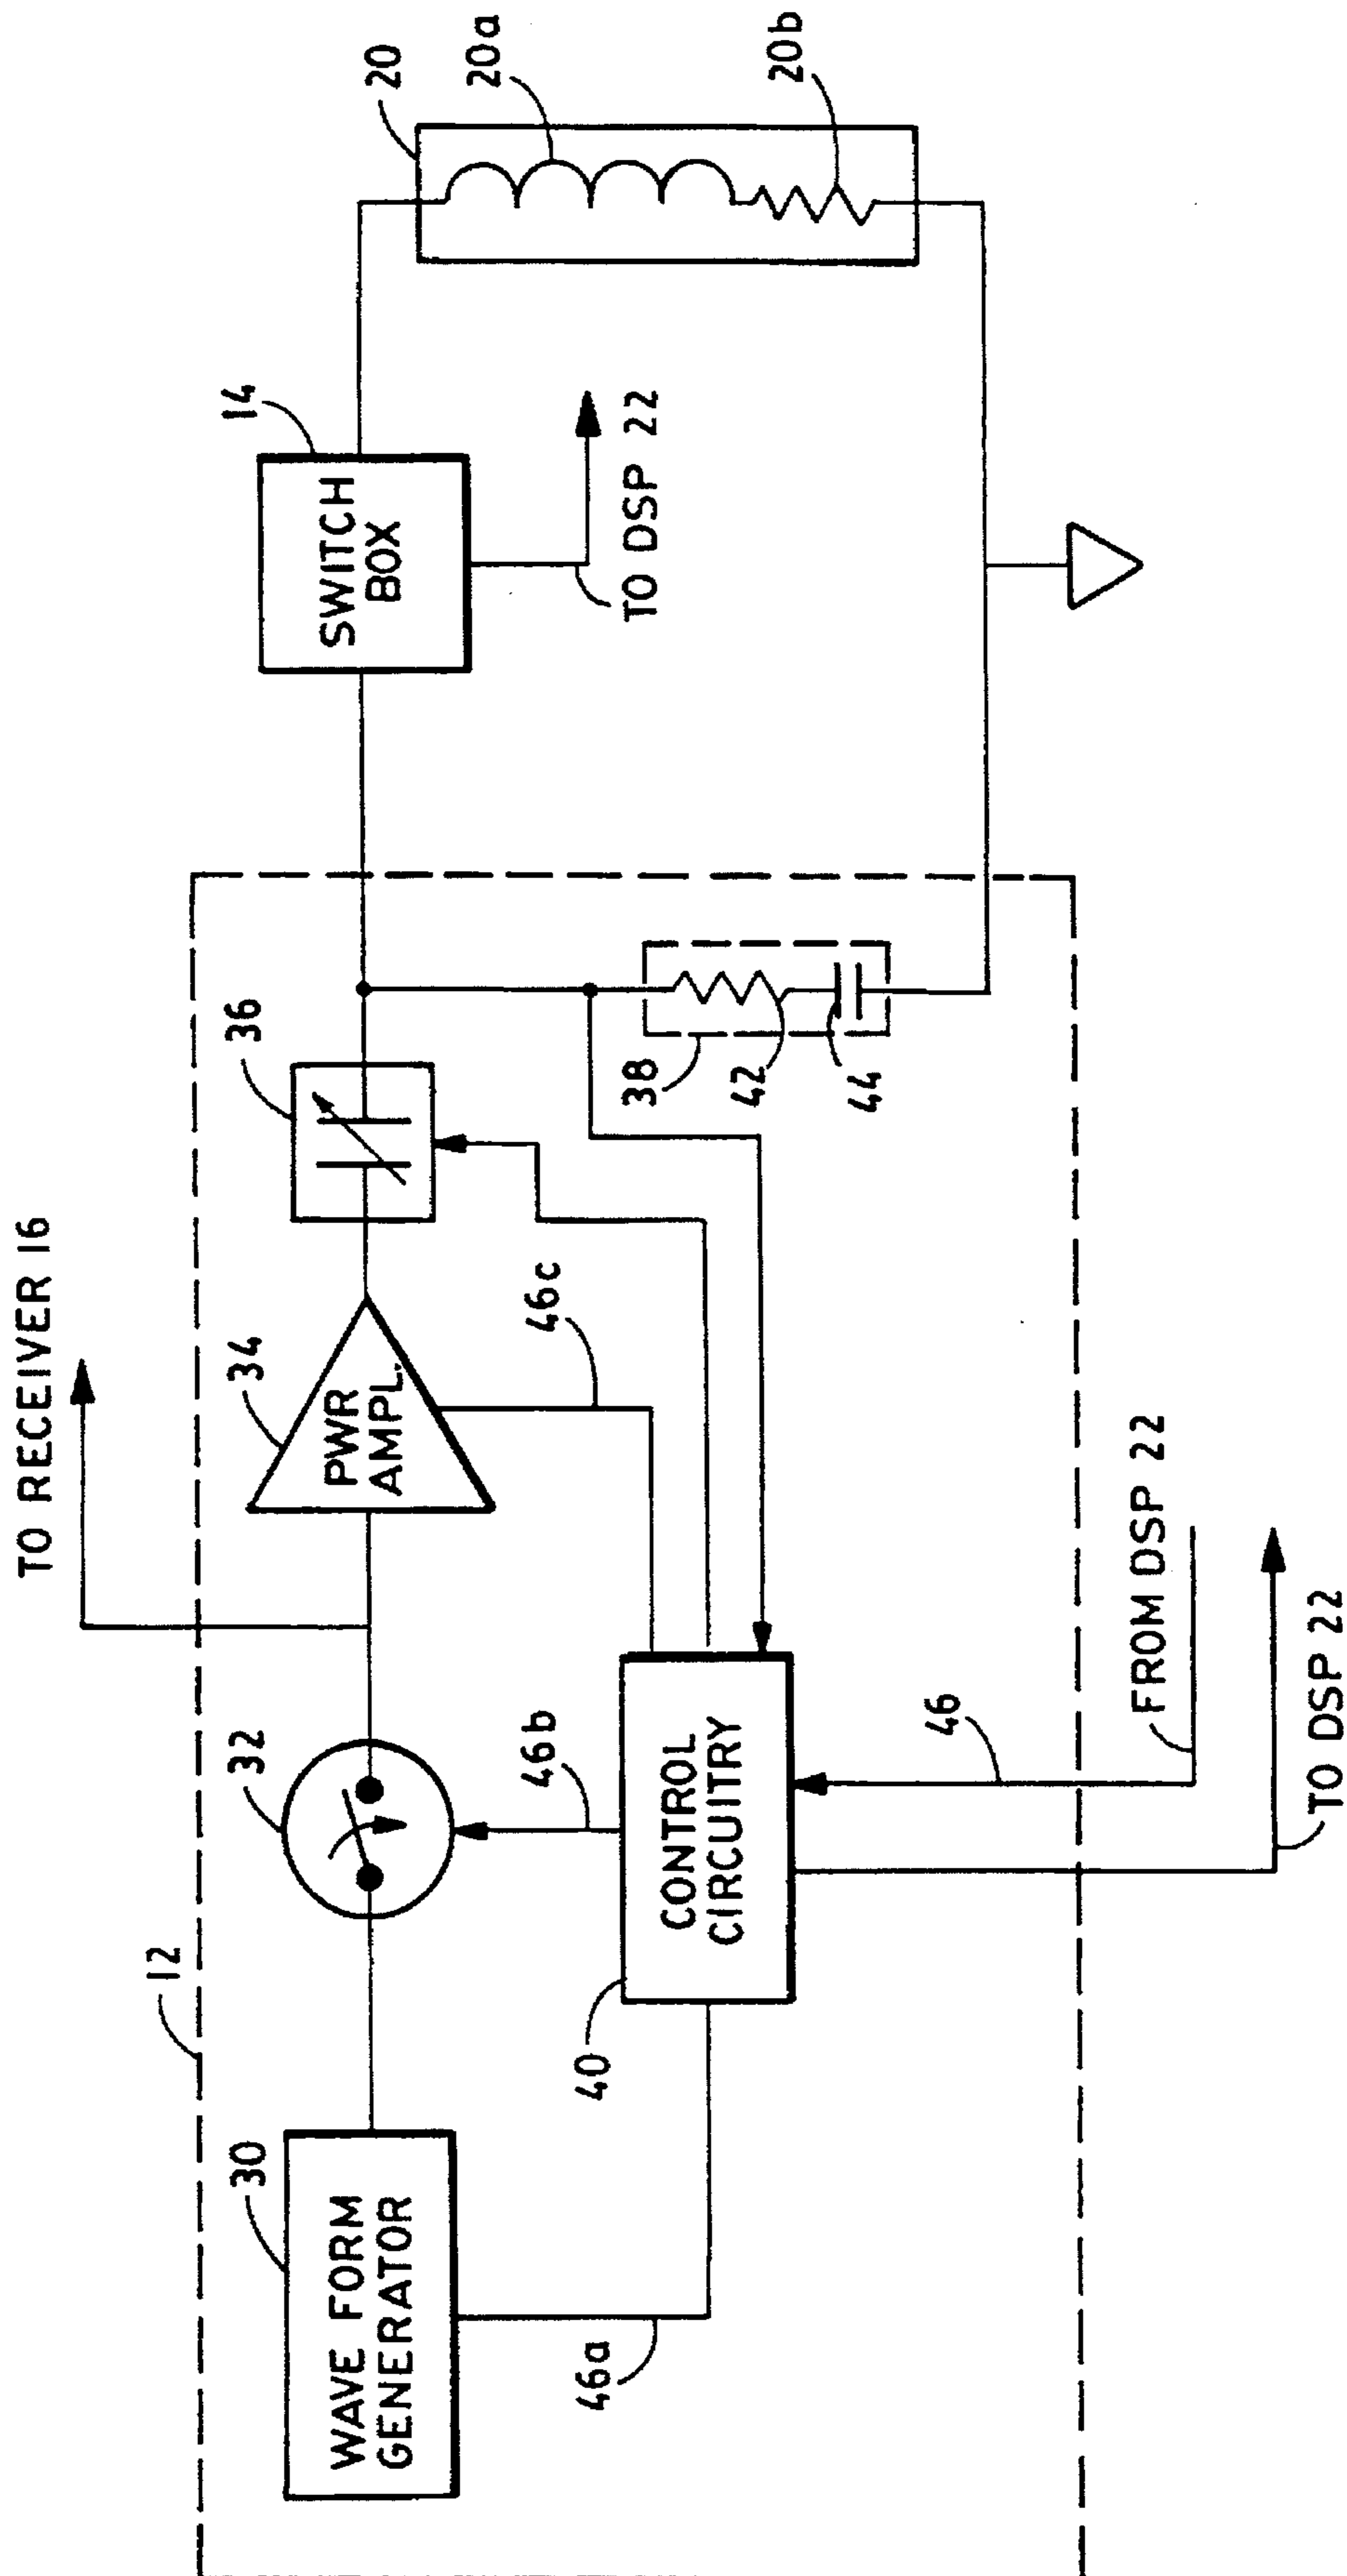 TO RECEIVER 16
12
30
WAVE FORM
GENERATOR
32
34
PWR
AMPL.
36
14
SWITCH
BOX
20
20a
20b
TO DSP 22
46a
46b
46c
40
CONTROL
CIRCUITRY
38
42
44
46
FROM DSP 22
TO DSP 22